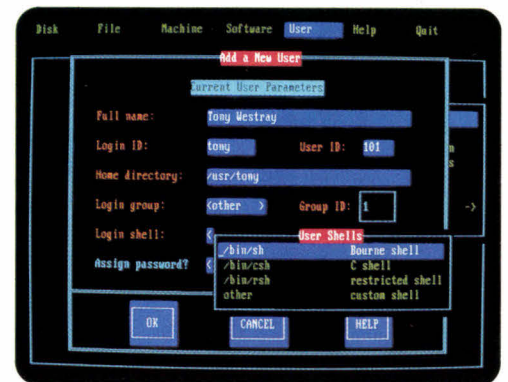 Disk File Machine Software User Help Quit
Add a New User
Current User Parameters
Full name: Tony Westray
Login ID: tony User ID: 101
Home directory: /usr/tony
Login group: <other > Group ID: 1 ->
Login shell: <
User Shells
/bin/sh Bourne shell
/bin/csh C shell
/bin/rsh restricted shell
other custom shell
Assign password? <
OK CANCEL HELP